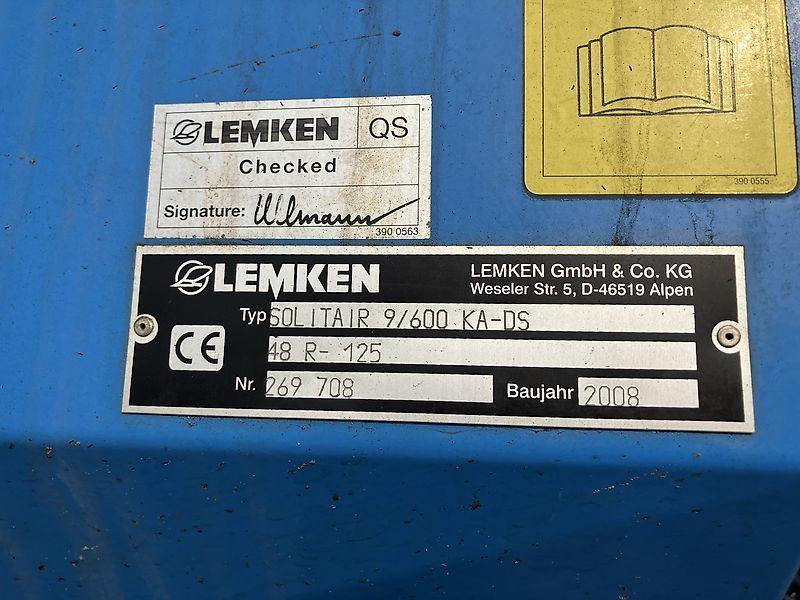 LEMKEN QS
Checked
Signature: Ullmann
390 0563
390 0555
LEMKEN
LEMKEN GmbH & Co. KG
Weseler Str. 5, D-46519 Alpen
Typ SOLITAIR 9/600 KA-DS
CE 48 R- 125
Nr. 269 708 Baujahr 2008